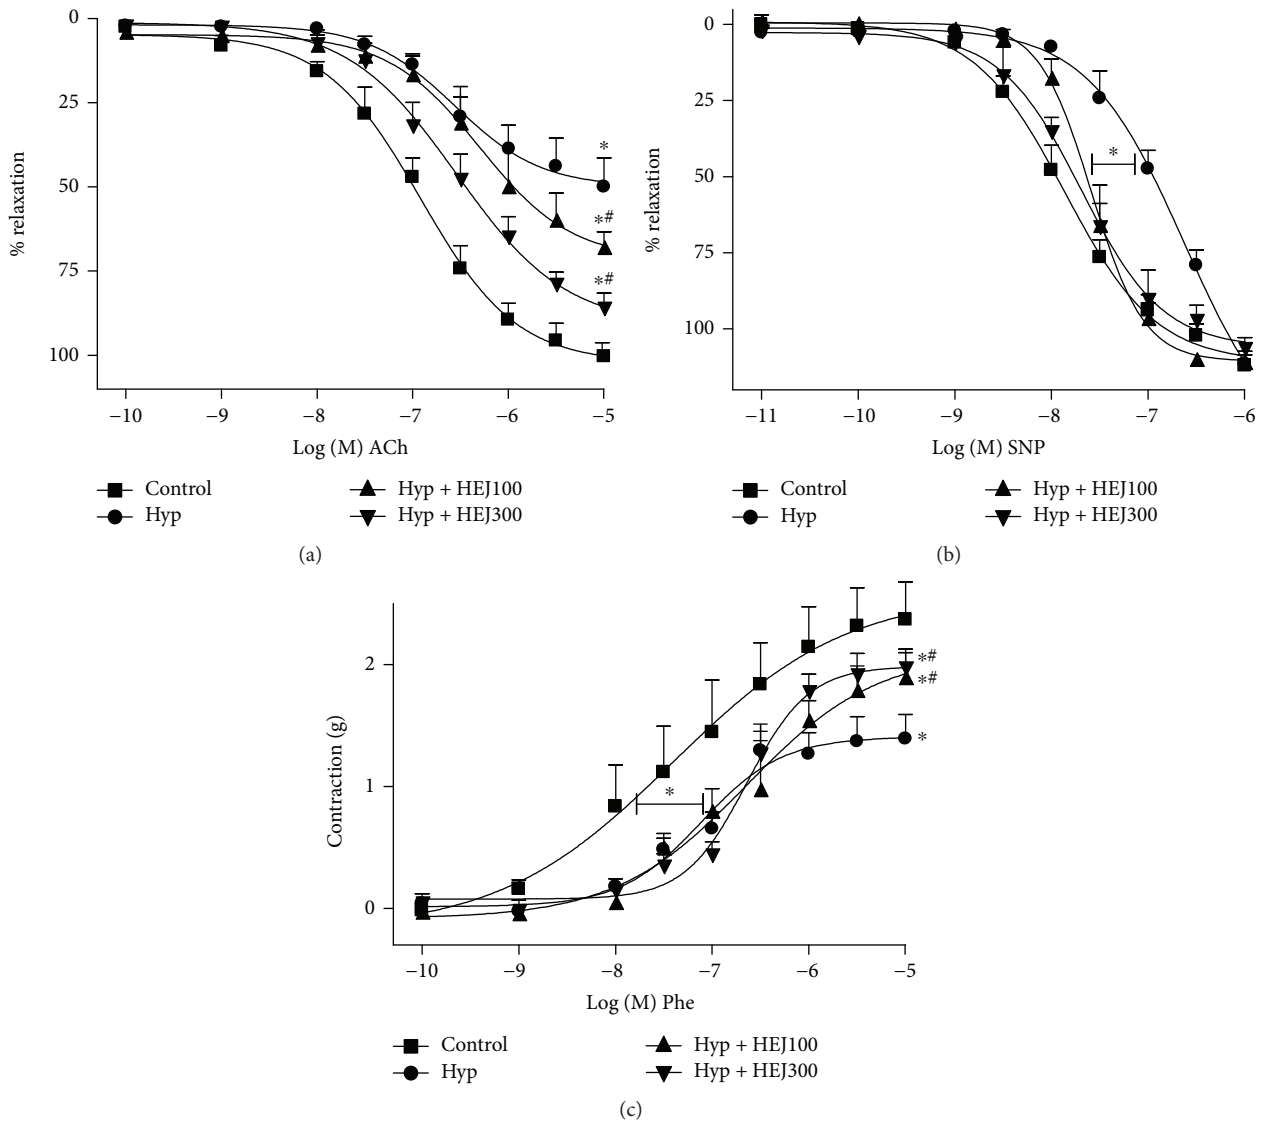 0
25
50
75
100
% relaxation
*
*#
*#
−10
−9
−8
−7
−6
−5
Log (M) ACh
Control
Hyp
Hyp + HEJ100
Hyp + HEJ300
(a)
0
25
50
75
100
% relaxation
*
−11
−10
−9
−8
−7
−6
Log (M) SNP
Control
Hyp
Hyp + HEJ100
Hyp + HEJ300
(b)
2
1
0
Contraction (g)
*
*#
*#
*
−10
−9
−8
−7
−6
−5
Log (M) Phe
Control
Hyp
Hyp + HEJ100
Hyp + HEJ300
(c)